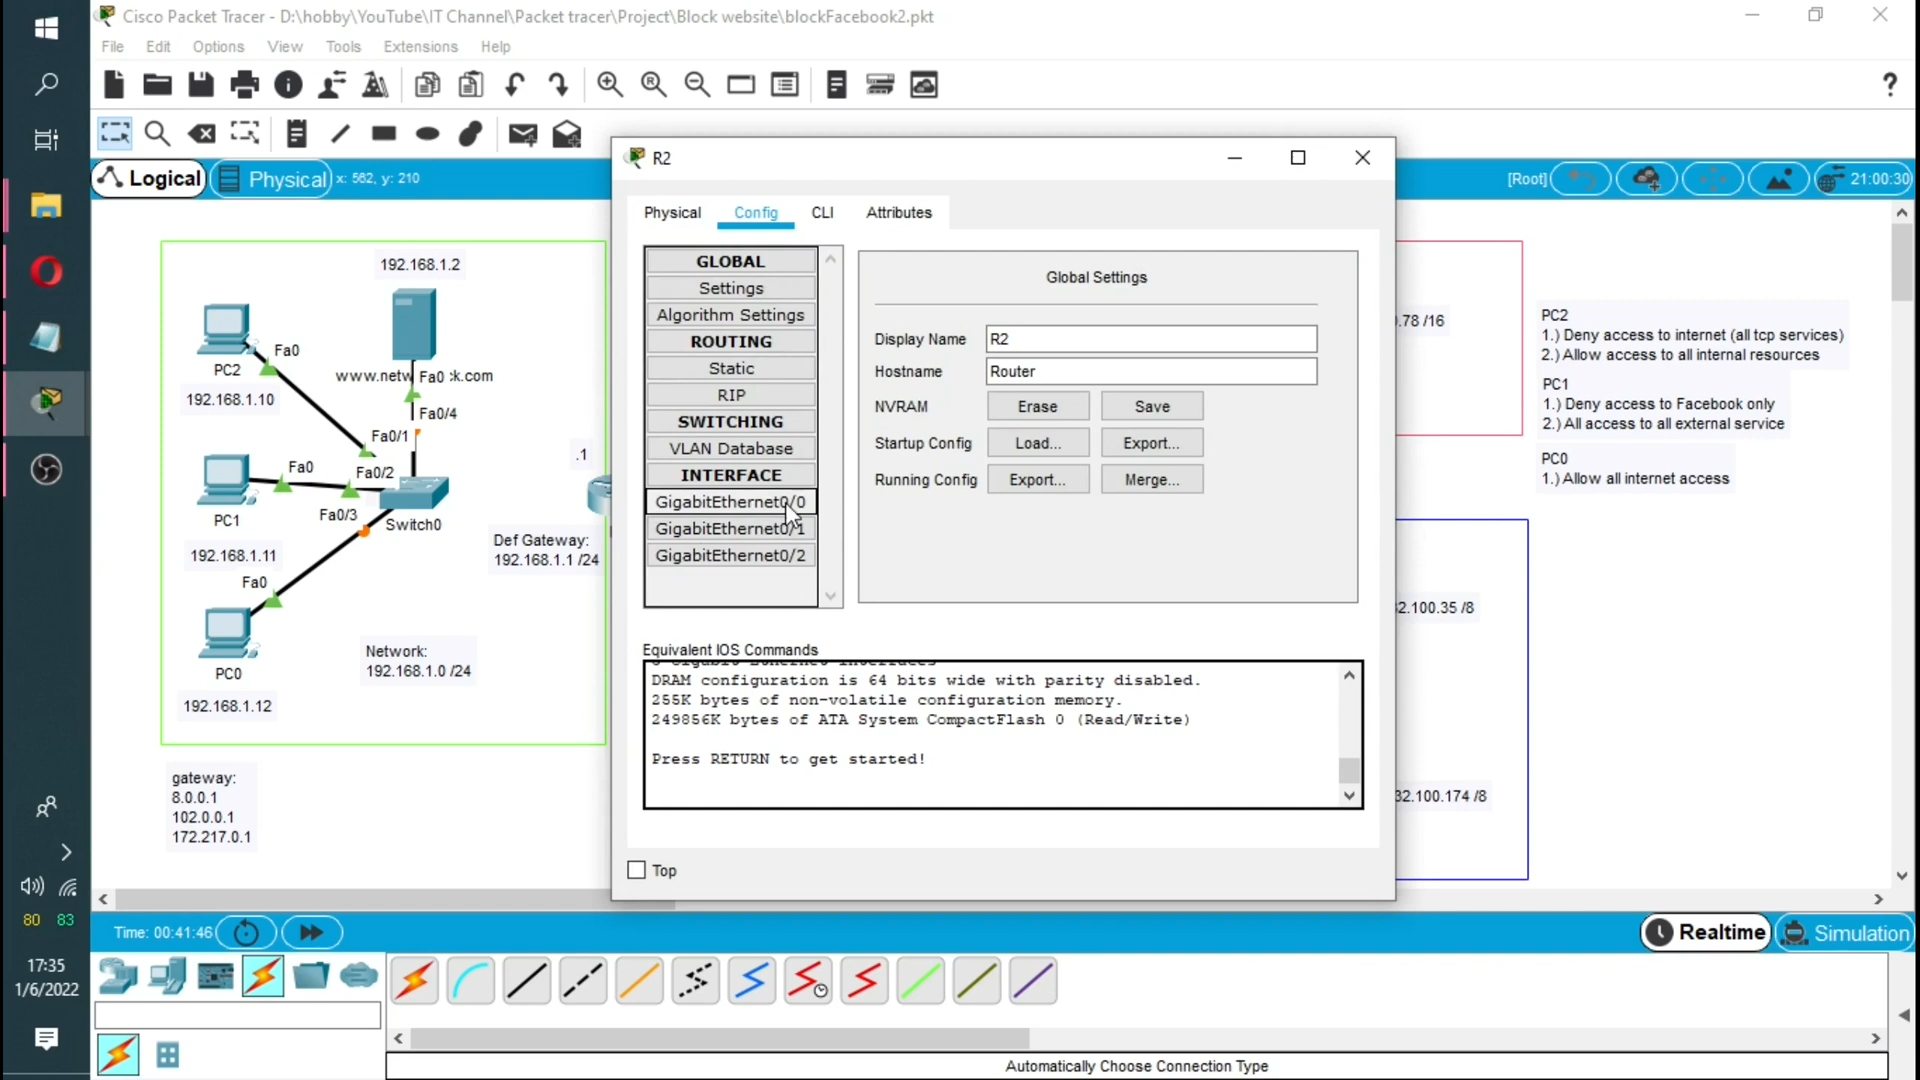 Cisco Packet Tracer - D:\hobby\YouTube\IT Channel\Packet tracer\Project\Block website\blockFacebook2.pkt
File Edit Options View Tools Extensions Help
R2
Logical Physical x: 562, y: 210
[Root] 21:00:30
Physical Config CLI Attributes
GLOBAL
Settings
Algorithm Settings
ROUTING
Static
RIP
SWITCHING
VLAN Database
INTERFACE
GigabitEthernet0/0
GigabitEthernet0/1
GigabitEthernet0/2
Global Settings
Display Name R2
Hostname Router
NVRAM Erase Save
Startup Config Load... Export...
Running Config Export... Merge...
Equivalent IOS Commands
DRAM configuration is 64 bits wide with parity disabled.
255K bytes of non-volatile configuration memory.
249856K bytes of ATA System CompactFlash 0 (Read/Write)
Press RETURN to get started!
Top
192.168.1.2
Fa0
PC2
www.netw Fa0 :k.com
192.168.1.10
Fa0/4
Fa0/1
.1
Fa0 Fa0/2
Fa0/3
PC1
Switch0
Def Gateway:
192.168.1.1 /24
192.168.1.11
Fa0
Network:
192.168.1.0 /24
PC0
192.168.1.12
gateway:
8.0.0.1
102.0.0.1
172.217.0.1
.78 /16
PC2
1.) Deny access to internet (all tcp services)
2.) Allow access to all internal resources
PC1
1.) Deny access to Facebook only
2.) All access to all external service
PC0
1.) Allow all internet access
2.100.35 /8
32.100.174 /8
Time: 00:41:46
Realtime Simulation
80 83
17:35
1/6/2022
Automatically Choose Connection Type